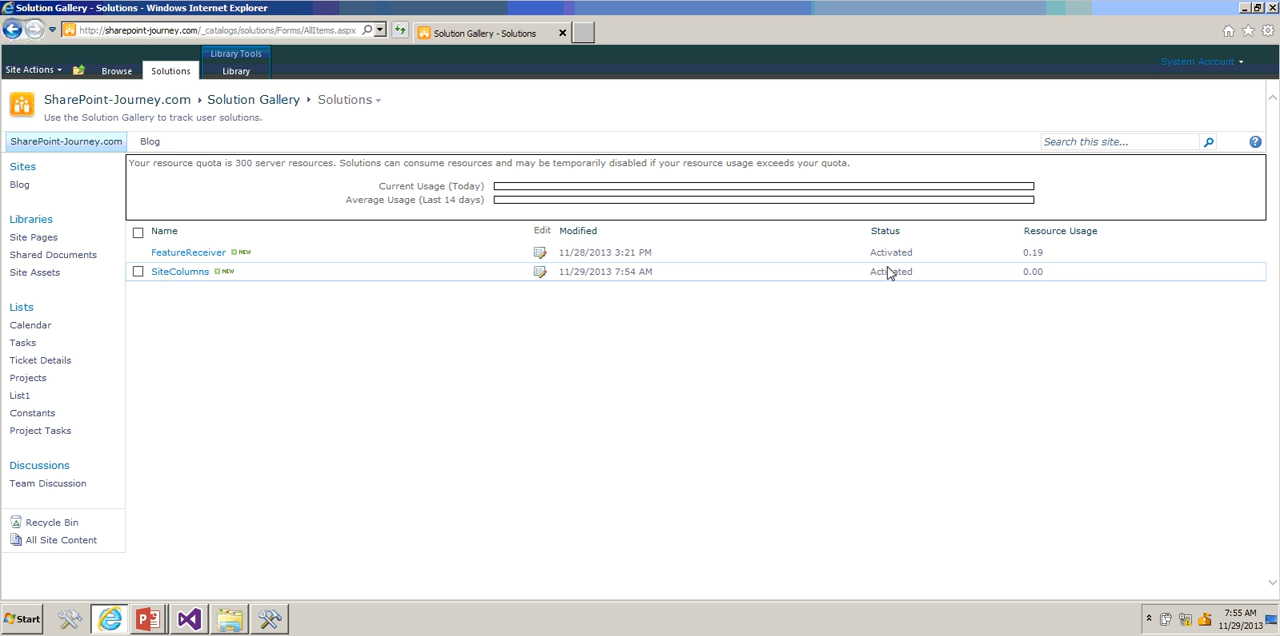 Solution Gallery - Solutions - Windows Internet Explorer
http://sharepoint-journey.com/_catalogs/solutions/Forms/AllItems.aspx
Solution Gallery - Solutions
Library Tools
Site Actions Browse Solutions Library
System Account
SharePoint-Journey.com Solution Gallery Solutions
Use the Solution Gallery to track user solutions.
SharePoint-Journey.com Blog
Search this site...
Sites
Blog
Libraries
Site Pages
Shared Documents
Site Assets
Lists
Calendar
Tasks
Ticket Details
Projects
List1
Constants
Project Tasks
Discussions
Team Discussion
Recycle Bin
All Site Content
Your resource quota is 300 server resources. Solutions can consume resources and may be temporarily disabled if your resource usage exceeds your quota.
Current Usage (Today)
Average Usage (Last 14 days)
Name Edit Modified Status Resource Usage
FeatureReceiver NEW 11/28/2013 3:21 PM Activated 0.19
SiteColumns NEW 11/29/2013 7:54 AM Activated 0.00
Start
7:55 AM
11/29/2013